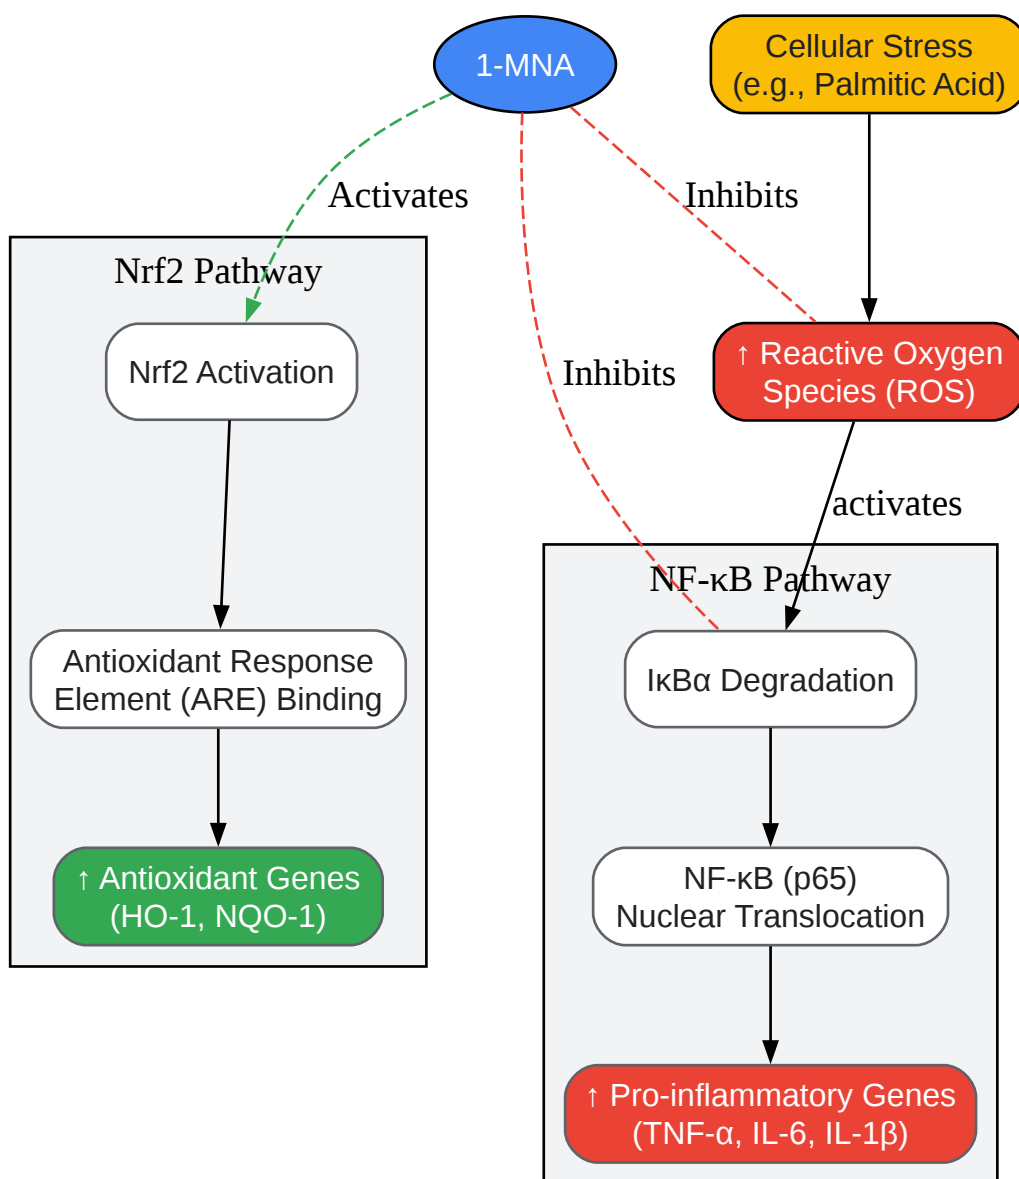 1-MNA
Cellular Stress
(e.g., Palmitic Acid)
Activates
Inhibits
Nrf2 Pathway
Nrf2 Activation
Inhibits
↑ Reactive Oxygen
Species (ROS)
activates
NF-κB Pathway
Antioxidant Response
Element (ARE) Binding
IκBα Degradation
↑ Antioxidant Genes
(HO-1, NQO-1)
NF-κB (p65)
Nuclear Translocation
↑ Pro-inflammatory Genes
(TNF-α, IL-6, IL-1β)